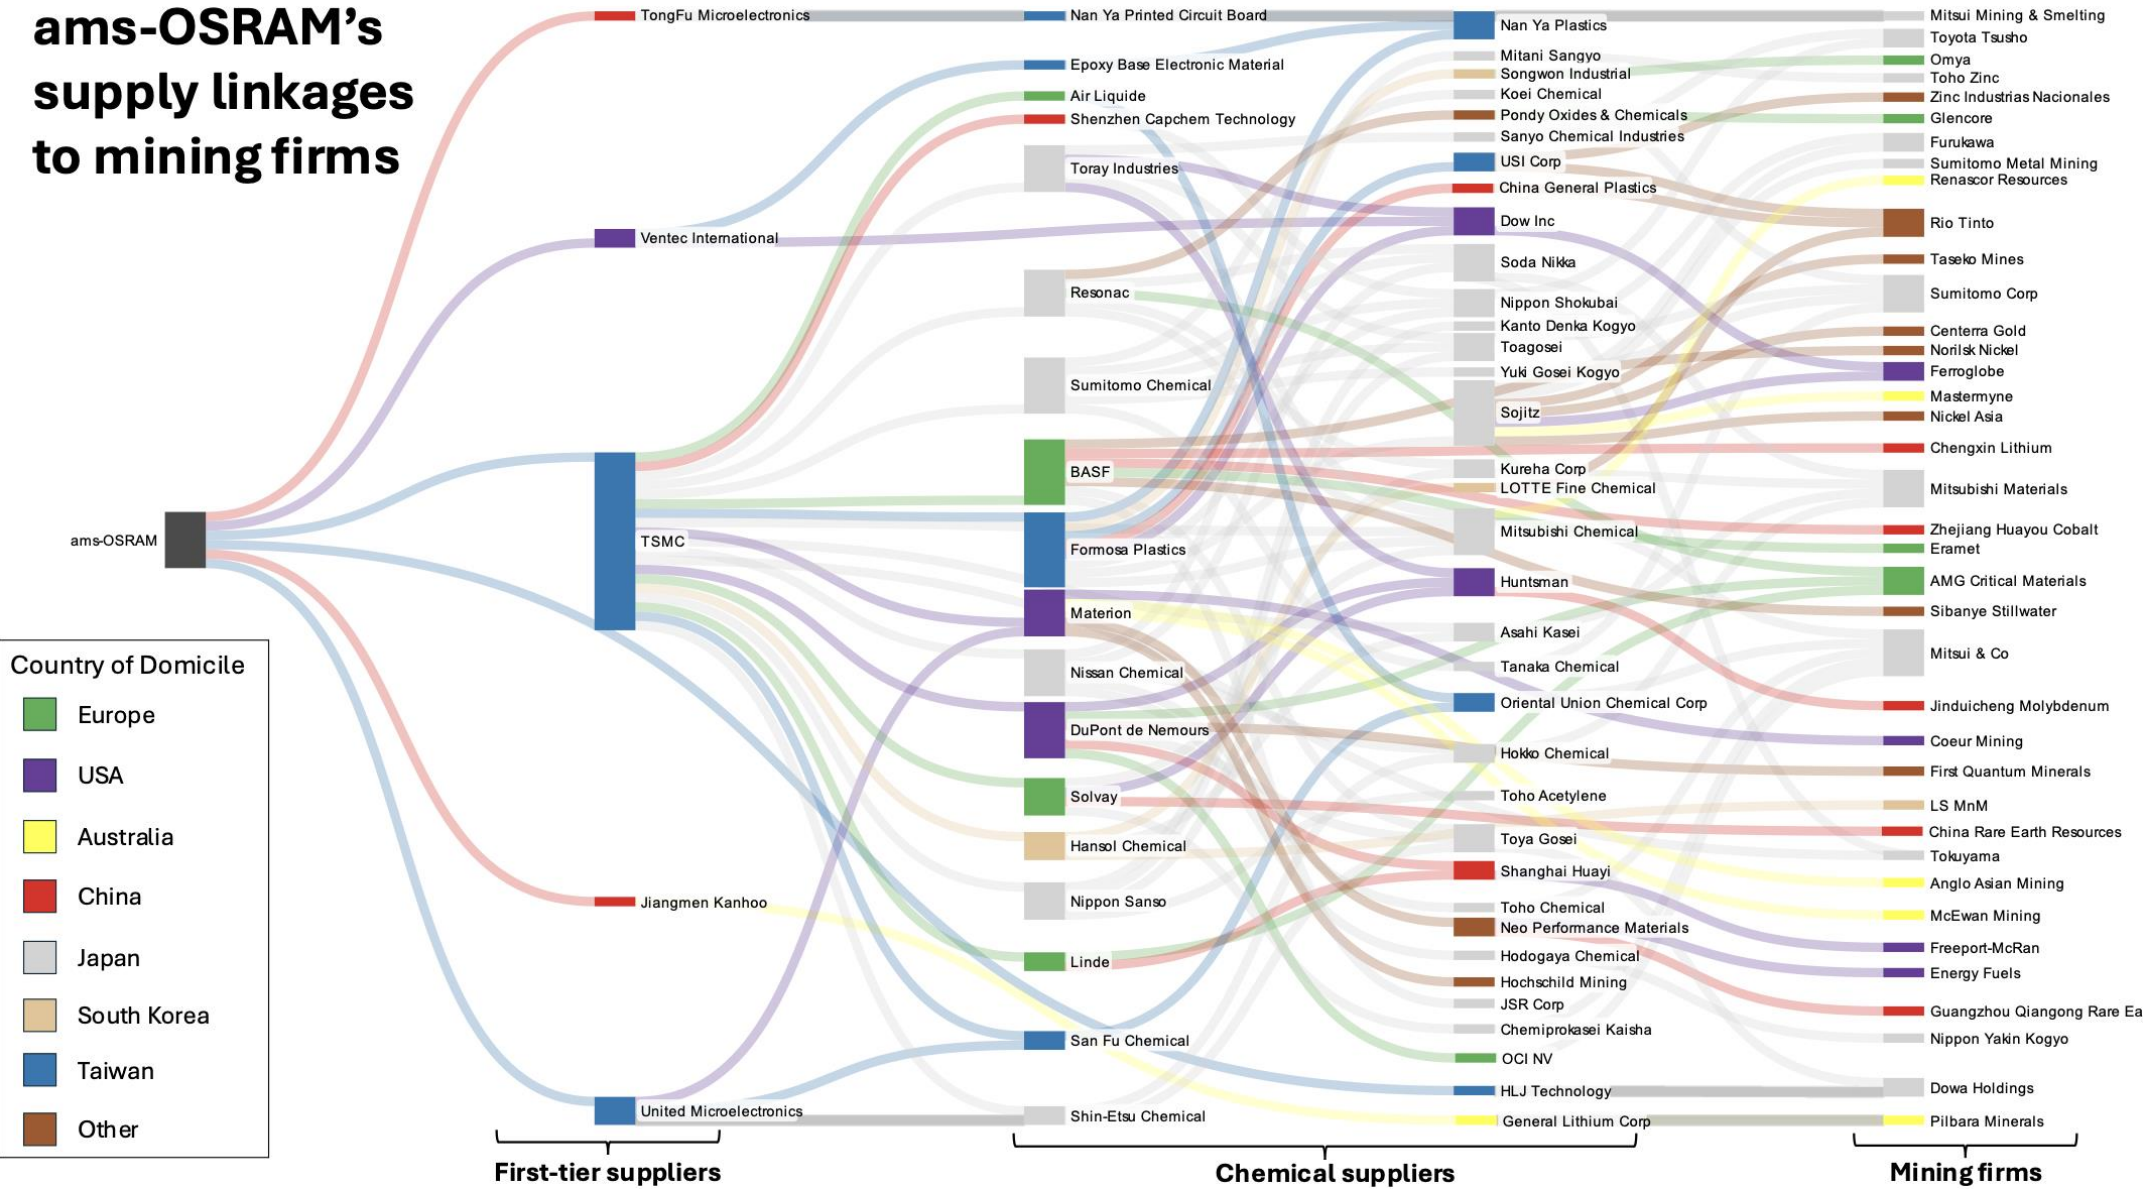 ams-OSRAM’s
supply linkages
to mining firms
ams-OSRAM
TongFu Microelectronics
Ventec International
TSMC
Jiangmen Kanhoo
United Microelectronics
Nan Ya Printed Circuit Board
Epoxy Base Electronic Material
Air Liquide
Shenzhen Capchem Technology
Toray Industries
Resonac
Sumitomo Chemical
BASF
Formosa Plastics
Materion
Nissan Chemical
DuPont de Nemours
Solvay
Hansol Chemical
Nippon Sanso
Linde
San Fu Chemical
Shin-Etsu Chemical
Nan Ya Plastics
Mitani Sangyo
Songwon Industrial
Koei Chemical
Pondy Oxides & Chemicals
Sanyo Chemical Industries
USI Corp
China General Plastics
Dow Inc
Soda Nikka
Nippon Shokubai
Kanto Denka Kogyo
Toagosei
Yuki Gosei Kogyo
Sojitz
Kureha Corp
LOTTE Fine Chemical
Mitsubishi Chemical
Huntsman
Asahi Kasei
Tanaka Chemical
Oriental Union Chemical Corp
Hokko Chemical
Toho Acetylene
Toya Gosei
Shanghai Huayi
Toho Chemical
Neo Performance Materials
Hodogaya Chemical
Hochschild Mining
JSR Corp
Chemiprokasei Kaisha
OCI NV
HLJ Technology
General Lithium Corp
Mitsui Mining & Smelting
Toyota Tsusho
Omya
Toho Zinc
Zinc Industrias Nacionales
Glencore
Furukawa
Sumitomo Metal Mining
Renascor Resources
Rio Tinto
Taseko Mines
Sumitomo Corp
Centerra Gold
Norilsk Nickel
Ferroglobe
Mastermyne
Nickel Asia
Chengxin Lithium
Mitsubishi Materials
Zhejiang Huayou Cobalt
Eramet
AMG Critical Materials
Sibanye Stillwater
Mitsui & Co
Jinduicheng Molybdenum
Coeur Mining
First Quantum Minerals
LS MnM
China Rare Earth Resources
Tokuyama
Anglo Asian Mining
McEwan Mining
Freeport-McRan
Energy Fuels
Guangzhou Qiangong Rare Ea
Nippon Yakin Kogyo
Dowa Holdings
Pilbara Minerals
Country of Domicile
Europe
USA
Australia
China
Japan
South Korea
Taiwan
Other
First-tier suppliers
Chemical suppliers
Mining firms